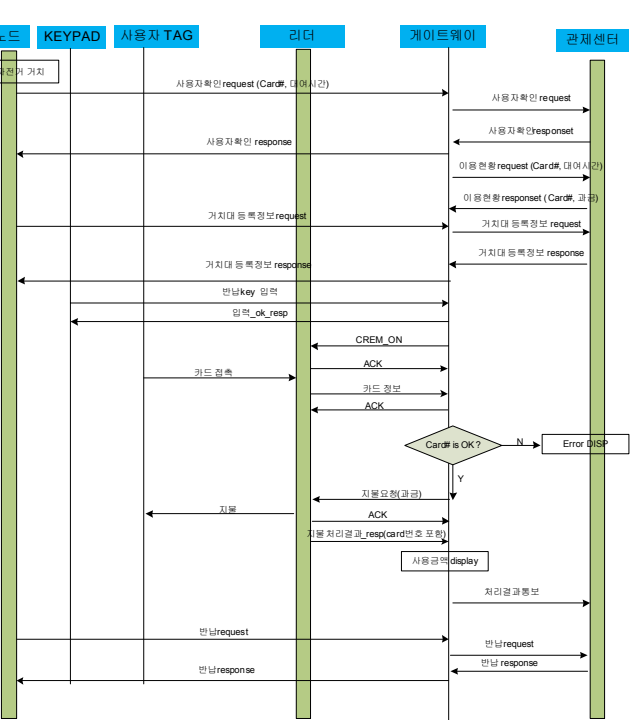 KEYPAD
사용자 TAG
리더
게이트웨이
관제센터
거치
사용자확인request (Card#, 대여시간)
사용자확인 request
사용자확인responset
사용자확인 response
이용현황request (Card#, 대여시간)
이용현황responset ( Card#, 과금)
거치대 등록정보request
거치대 등록정보 request
거치대 등록정보 response
거치대 등록정보 response
반납key 입력
입력_ok_resp
CREM_ON
ACK
카드 접촉
카드 정보
ACK
Card# is OK ?
N
Error DISP
Y
지불요청(과금)
지불
ACK
지불 처리결과_resp(card번호 포함)
사용금액 display
처리결과통보
반납request
반납request
반납 response
반납response